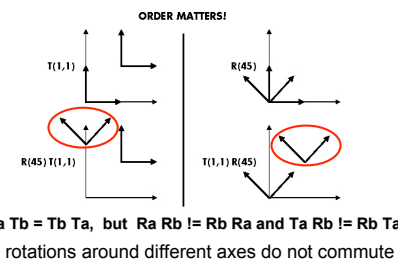 ORDER MATTERS!
T(1,1)
R(45)
R(45) T(1,1)
T(1,1) R(45)
a Tb = Tb Ta, but Ra Rb != Rb Ra and Ta Rb != Rb Ta
rotations around different axes do not commute